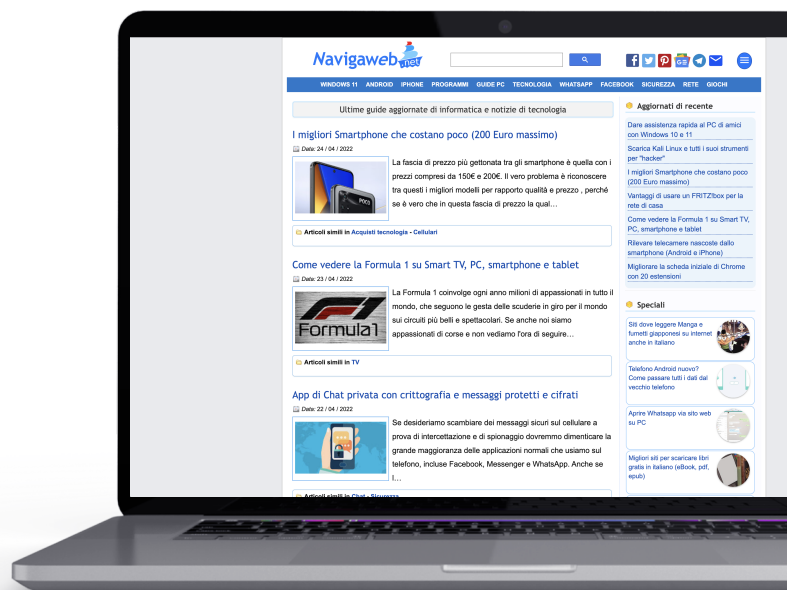 Navigaweb
.net
WINDOWS 11 ANDROID IPHONE PROGRAMMI GUIDE PC TECNOLOGIA WHATSAPP FACEBOOK SICUREZZA RETE GIOCHI
Ultime guide aggiornate di informatica e notizie di tecnologia
I migliori Smartphone che costano poco (200 Euro massimo)
Data: 24 / 04 / 2022
POCO
La fascia di prezzo più gettonata tra gli smartphone è quella con i
prezzi compresi da 150€ e 200€. Il vero problema è riconoscere
tra questi i migliori modelli per rapporto qualità e prezzo , perché
se è vero che in questa fascia di prezzo la qual…
Articoli simili in Acquisti tecnologia - Cellulari
Come vedere la Formula 1 su Smart TV, PC, smartphone e tablet
Data: 23 / 04 / 2022
Formula1
La Formula 1 coinvolge ogni anno milioni di appassionati in tutto il
mondo, che seguono le gesta delle scuderie in giro per il mondo
sui circuiti più belli e spettacolari. Se anche noi siamo
appassionati di corse e non vediamo l'ora di seguire…
Articoli simili in TV
App di Chat privata con crittografia e messaggi protetti e cifrati
Data: 22 / 04 / 2022
Se desideriamo scambiare dei messaggi sicuri sul cellulare a
prova di intercettazione e di spionaggio dovremmo dimenticare la
grande maggioranza delle applicazioni normali che usiamo sul
telefono, incluse Facebook, Messenger e WhatsApp. Anche se
l…
Articoli simili in Chat - Sicurezza
Aggiornati di recente
Dare assistenza rapida al PC di amici
con Windows 10 e 11
Scarica Kali Linux e tutti i suoi strumenti
per "hacker"
I migliori Smartphone che costano poco
(200 Euro massimo)
Vantaggi di usare un FRITZ!box per la
rete di casa
Come vedere la Formula 1 su Smart TV,
PC, smartphone e tablet
Rilevare telecamere nascoste dallo
smartphone (Android e iPhone)
Migliorare la scheda iniziale di Chrome
con 20 estensioni
Speciali
Siti dove leggere Manga e
fumetti giapponesi su internet
anche in italiano
Telefono Android nuovo?
Come passare tutti i dati dal
vecchio telefono
Aprire Whatsapp via sito web
su PC
Migliori siti per scaricare libri
gratis in italiano (eBook, pdf,
epub)